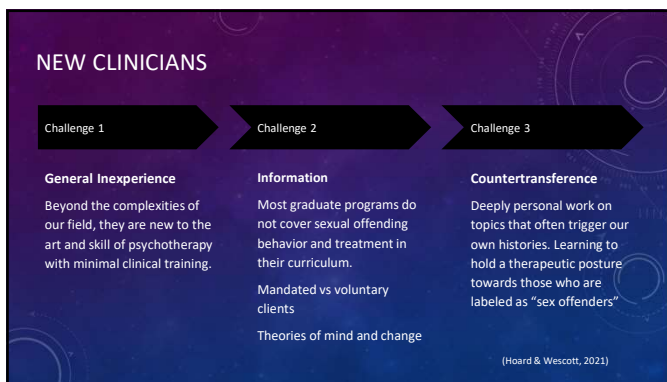 NEW CLINICIANS
Challenge 1
Challenge 2
Challenge 3
General Inexperience
Beyond the complexities of
our field, they are new to the
art and skill of psychotherapy
with minimal clinical training.
Information
Most graduate programs do
not cover sexual offending
behavior and treatment in
their curriculum.
Mandated vs voluntary
clients
Theories of mind and change
Countertransference
Deeply personal work on
topics that often trigger our
own histories. Learning to
hold a therapeutic posture
towards those who are
labeled as “sex offenders”
(Hoard & Wescott, 2021)